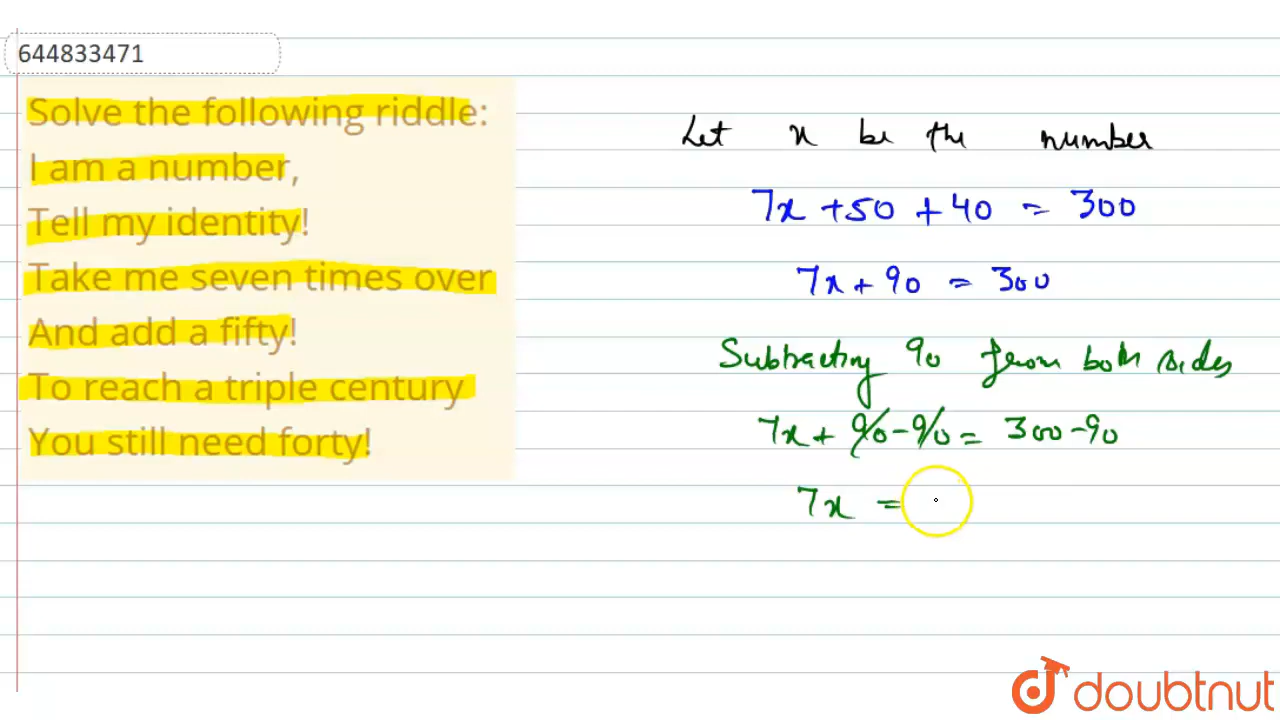 644833471
Solve the following riddle:
I am a number,
Tell my identity!
Take me seven times over
And add a fifty!
To reach a triple century
You still need forty!
Let x be the number
7x + 50 + 40 = 300
7x + 90 = 300
Subtracting 90 from both sides
7x + 90 - 90 = 300 - 90
7x =
doubtnut